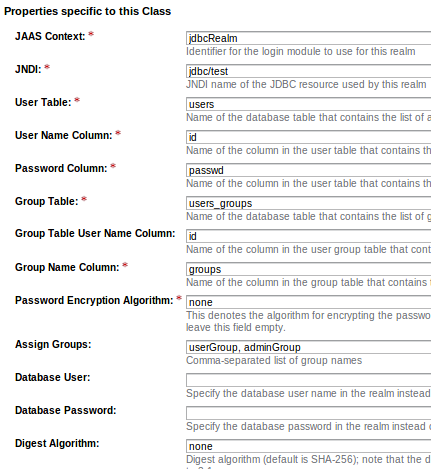 Properties specific to this Class
JAAS Context: * jdbcRealm
Identifier for the login module to use for this realm
JNDI: * jdbc/test
JNDI name of the JDBC resource used by this realm
User Table: * users
Name of the database table that contains the list of
User Name Column: * id
Name of the column in the user table that contains
Password Column: * passwd
Name of the column in the user table that contains
Group Table: * users_groups
Name of the database table that contains the list of
Group Table User Name Column: id
Name of the column in the user group table that
Group Name Column: * groups
Name of the column in the group table that contains
Password Encryption Algorithm: * none
This denotes the algorithm for encrypting the
leave this field empty.
Assign Groups: userGroup, adminGroup
Comma-separated list of group names
Database User:
Specify the database user name in the realm instead
Database Password:
Specify the database password in the realm instead
Digest Algorithm: none
Digest algorithm (default is SHA-256); note that the